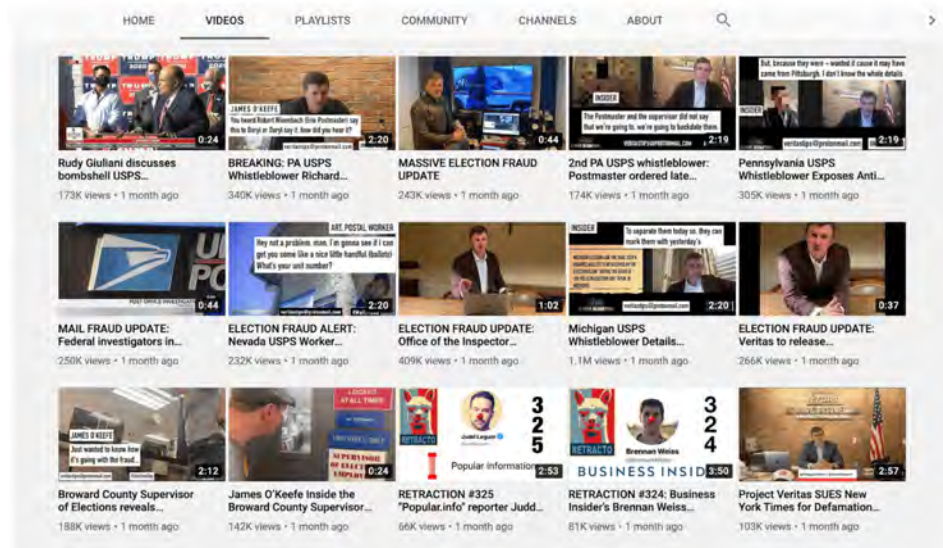 HOME VIDEOS PLAYLISTS COMMUNITY CHANNELS ABOUT
TRUMP
2020
0:24
JAMES O'KEEFE
You heard Robert Weisenbach (Erie Postmaster) say
this to Daryl or Darryl say it, how did you hear it?
2:20
0:44
INSIDER
The Postmaster and the supervisor did not say
that we're going to, we're going to backdate them.
2:19
But, because they were - wanted it cause it may have
came from Pittsburgh. I don't know the whole details
INSIDER
veritastips@protonmail.com
2:19
Rudy Giuliani discusses
bombshell USPS...
173K views • 1 month ago
BREAKING: PA USPS
Whistleblower Richard...
340K views • 1 month ago
MASSIVE ELECTION FRAUD
UPDATE
243K views • 1 month ago
2nd PA USPS whistleblower:
Postmaster ordered late...
174K views • 1 month ago
Pennsylvania USPS
Whistleblower Exposes Anti...
305K views • 1 month ago
0:44
ART, POSTAL WORKER
Hey not a problem, man. I'm gonna see if I can
get you some like a nice little handful (ballots)
What's your unit number?
2:20
1:02
INSIDER
To separate them today so, they can
mark them with yesterday's
veritastips@protonmail.com
2:20
0:37
MAIL FRAUD UPDATE:
Federal investigators in...
250K views • 1 month ago
ELECTION FRAUD ALERT:
Nevada USPS Worker...
232K views • 1 month ago
ELECTION FRAUD UPDATE:
Office of the Inspector...
409K views • 1 month ago
Michigan USPS
Whistleblower Details...
1.1M views • 1 month ago
ELECTION FRAUD UPDATE:
Veritas to release...
266K views • 1 month ago
JAMES O'KEEFE
Just wanted to know how
it's going with the fraud...
2:12
LOCKED
AT ALL TIMES
SUPERVISOR
OF ELECT
EMPLOY
0:24
RETRACTO
Judd Legum
Popular information
325
2:53
RETRACTO
Brennan Weiss
BUSINESS INSID
324
3:50
2:57
Broward County Supervisor
of Elections reveals...
188K views • 1 month ago
James O'Keefe Inside the
Broward County Supervisor...
142K views • 1 month ago
RETRACTION #325
"Popular.info" reporter Judd...
66K views • 1 month ago
RETRACTION #324: Business
Insider's Brennan Weiss...
81K views • 1 month ago
Project Veritas SUES New
York Times for Defamation...
103K views • 1 month ago